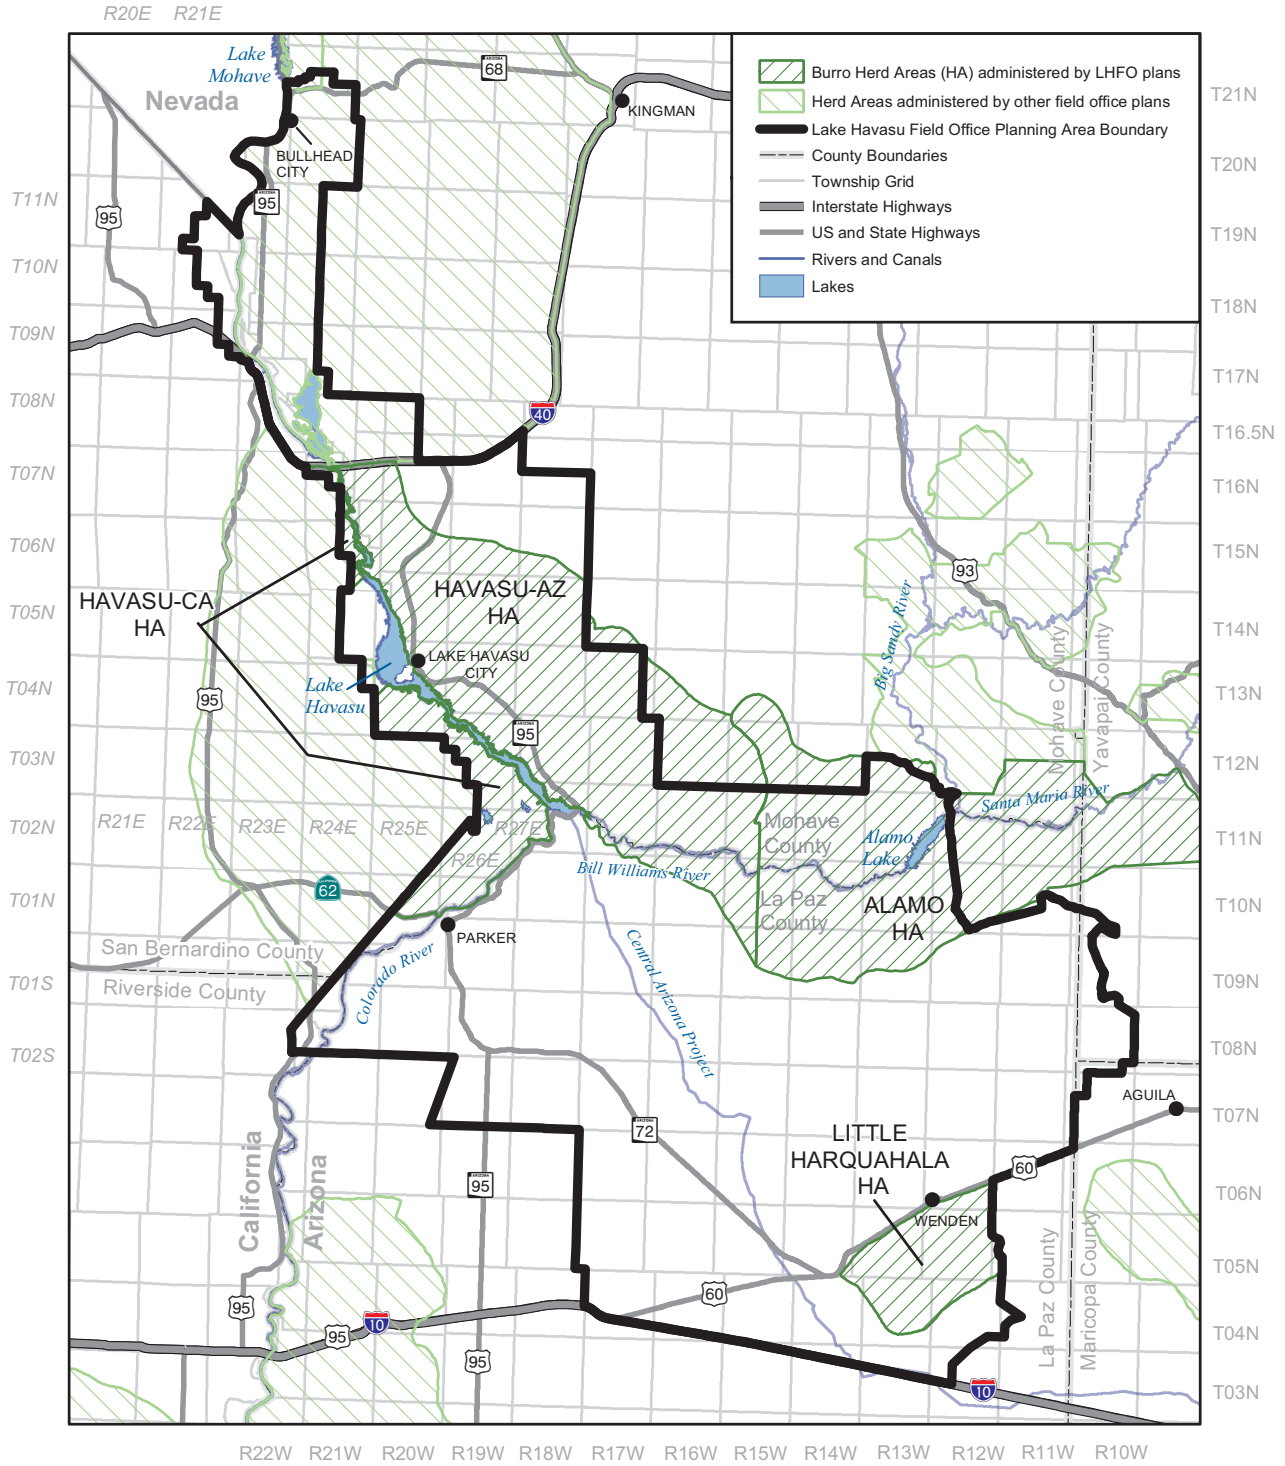 R20E R21E
Lake
Mohave
Nevada
ARIZONA
68
KINGMAN
BULLHEAD
CITY
ARIZONA
95
95
Burro Herd Areas (HA) administered by LHFO plans
Herd Areas administered by other field office plans
Lake Havasu Field Office Planning Area Boundary
County Boundaries
Township Grid
Interstate Highways
US and State Highways
Rivers and Canals
Lakes
T21N
T20N
T19N
T18N
T17N
T16.5N
T16N
T15N
T14N
T13N
T12N
T11N
T10N
T09N
T08N
T07N
T06N
T05N
T04N
T03N
T11N
T10N
T09N
T08N
T07N
T06N
T05N
T04N
T03N
T02N
T01N
T01S
T02S
40
93
HAVASU-CA
HA
HAVASU-AZ
HA
LAKE HAVASU
CITY
Lake
Havasu
95
ARIZONA
95
Big Sandy River
Mohave County
Yavapai County
Santa Maria River
R21E R22E R23E R24E R25E R27E
R26E
Mohave
County
Alamo
Lake
Bill Williams River
CALIFORNIA
62
La Paz
County
ALAMO
HA
PARKER
San Bernardino County
Riverside County
Colorado River
Central Arizona Project
AGUILA
ARIZONA
72
LITTLE
HARQUAHALA
HA
60
WENDEN
ARIZONA
95
California
Arizona
La Paz County
Maricopa County
60
95
10
95
95
10
R22W R21W R20W R19W R18W R17W R16W R15W R14W R13W R12W R11W R10W